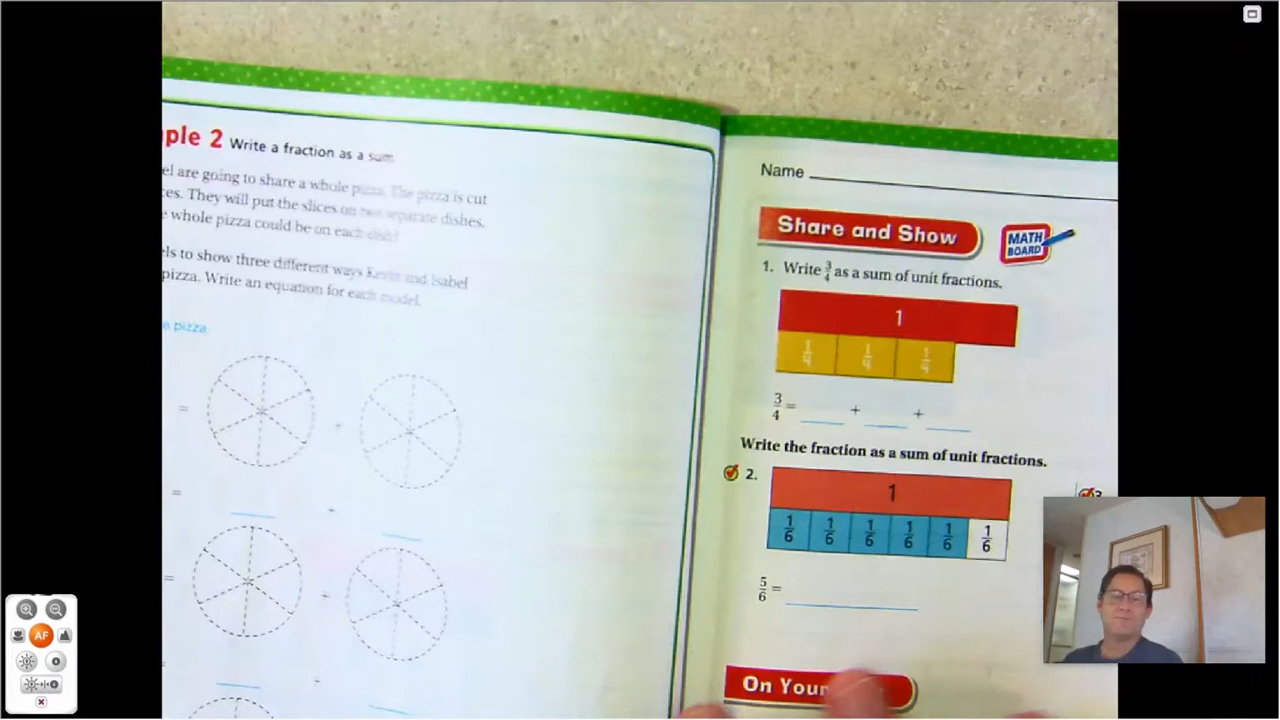 ple 2 Write a fraction as a sum.
el are going to share a whole pizza. The pizza is cut
ces. They will put the slices on two separate dishes.
e whole pizza could be on each dish?
els to show three different ways Kevin and Isabel
pizza. Write an equation for each model.
e pizza
= +
= +
= +
+
Name
Share and Show
MATH
BOARD
1. Write 3/4 as a sum of unit fractions.
1
1/4 1/4 1/4
3/4 = + +
Write the fraction as a sum of unit fractions.
2.
1
1/6 1/6 1/6 1/6 1/6 1/6
5/6 =
3
On Your
AF